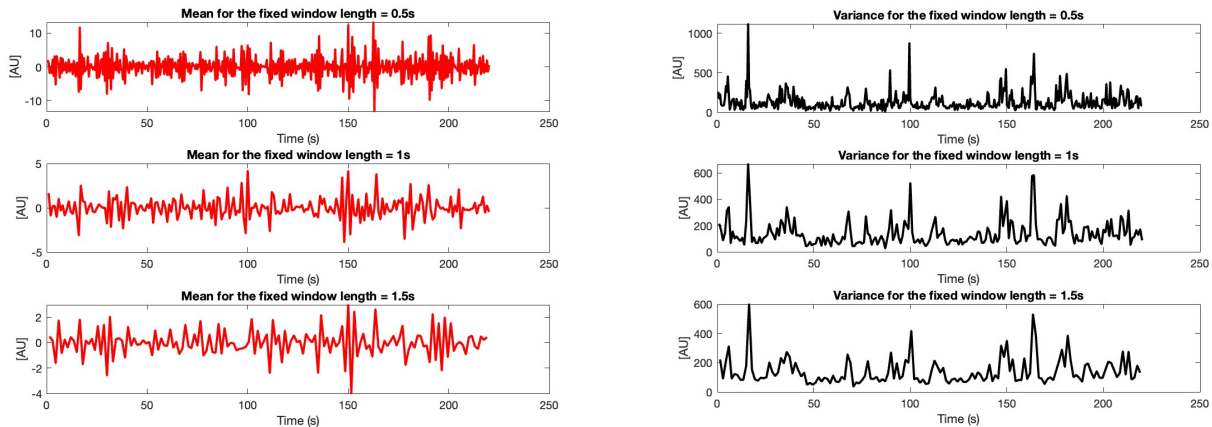 Mean for the fixed window length = 0.5s
10
0
-10
[AU]
0 50 100 150 200 250
Time (s)
Mean for the fixed window length = 1s
5
0
-5
[AU]
0 50 100 150 200 250
Time (s)
Mean for the fixed window length = 1.5s
2
0
-2
-4
[AU]
0 50 100 150 200 250
Time (s)
Variance for the fixed window length = 0.5s
1000
500
0
[AU]
0 50 100 150 200 250
Time (s)
Variance for the fixed window length = 1s
600
400
200
0
[AU]
0 50 100 150 200 250
Time (s)
Variance for the fixed window length = 1.5s
600
400
200
0
[AU]
0 50 100 150 200 250
Time (s)